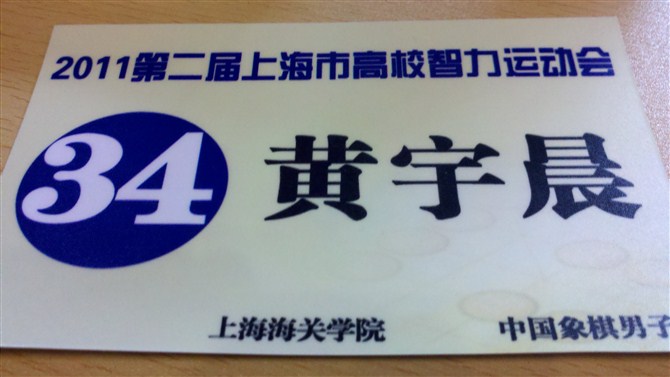 2011第二届上海市高校智力运动会
34 黄宇晨
上海海关学院 中国象棋男子